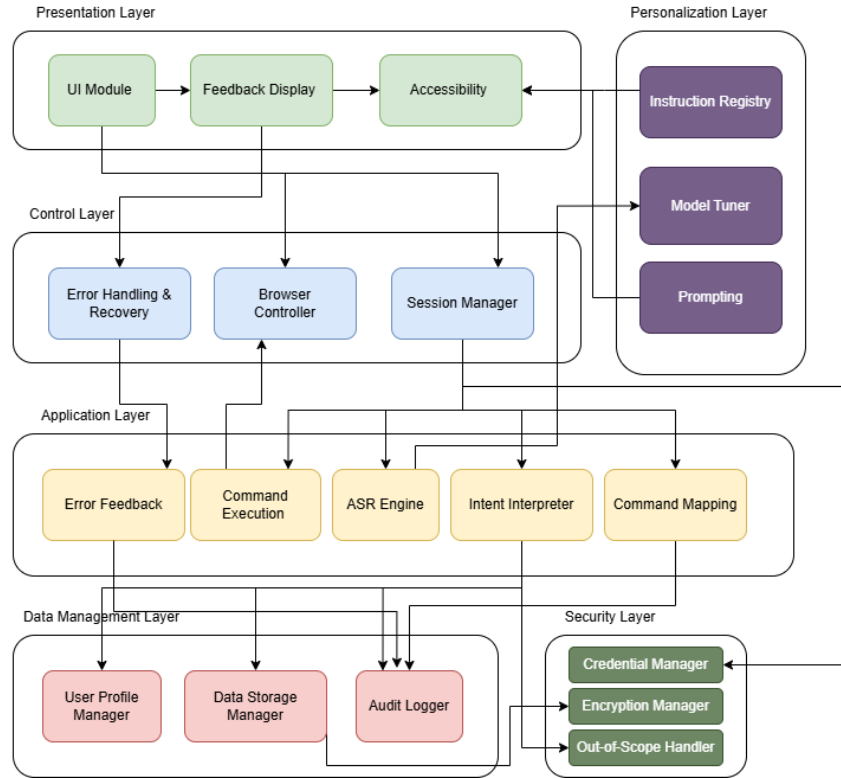 Presentation Layer
Personalization Layer
UI Module
Feedback Display
Accessibility
Instruction Registry
Model Tuner
Control Layer
Error Handling &
Recovery
Browser
Controller
Session Manager
Prompting
Application Layer
Error Feedback
Command
Execution
ASR Engine
Intent Interpreter
Command Mapping
Data Management Layer
Security Layer
User Profile
Manager
Data Storage
Manager
Audit Logger
Credential Manager
Encryption Manager
Out-of-Scope Handler